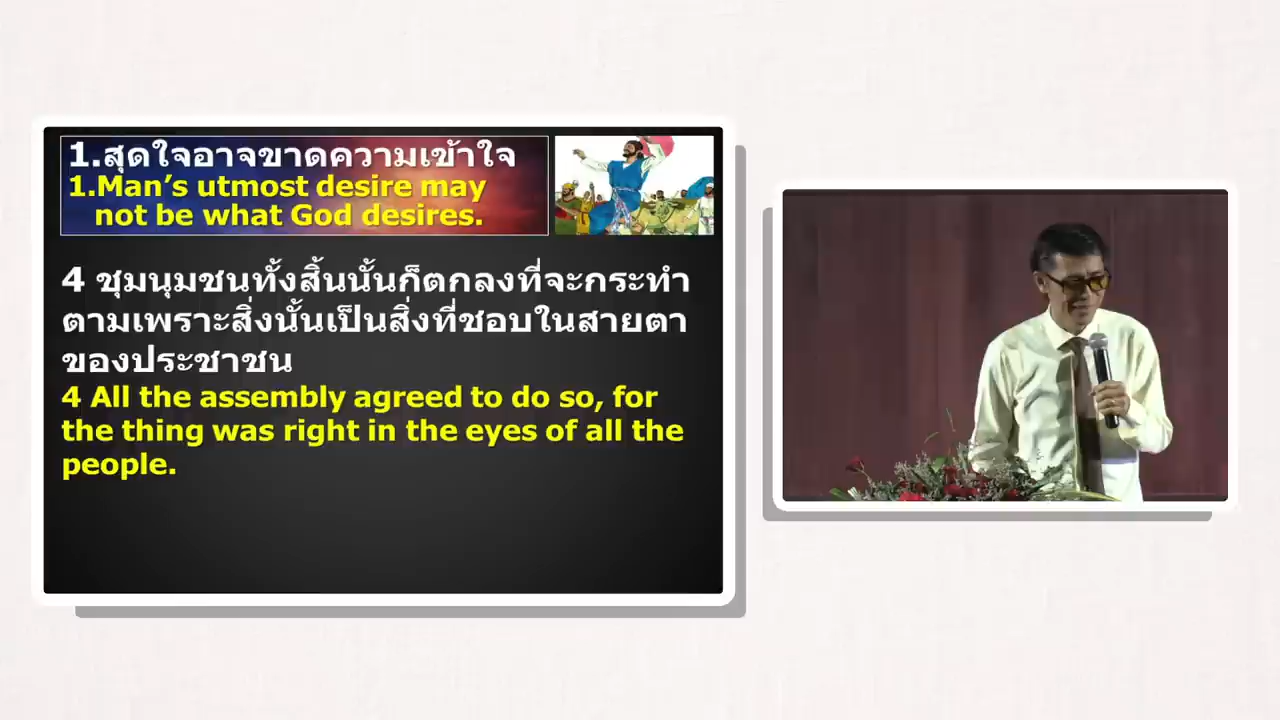 1.สุดใจอาจขาดความเข้าใจ
1.Man’s utmost desire may
not be what God desires.
4 ชุมนุมชนทั้งสิ้นนั้นก็ตกลงที่จะกระทำ
ตามเพราะสิ่งนั้นเป็นสิ่งที่ชอบในสายตา
ของประชาชน
4 All the assembly agreed to do so, for
the thing was right in the eyes of all the
people.